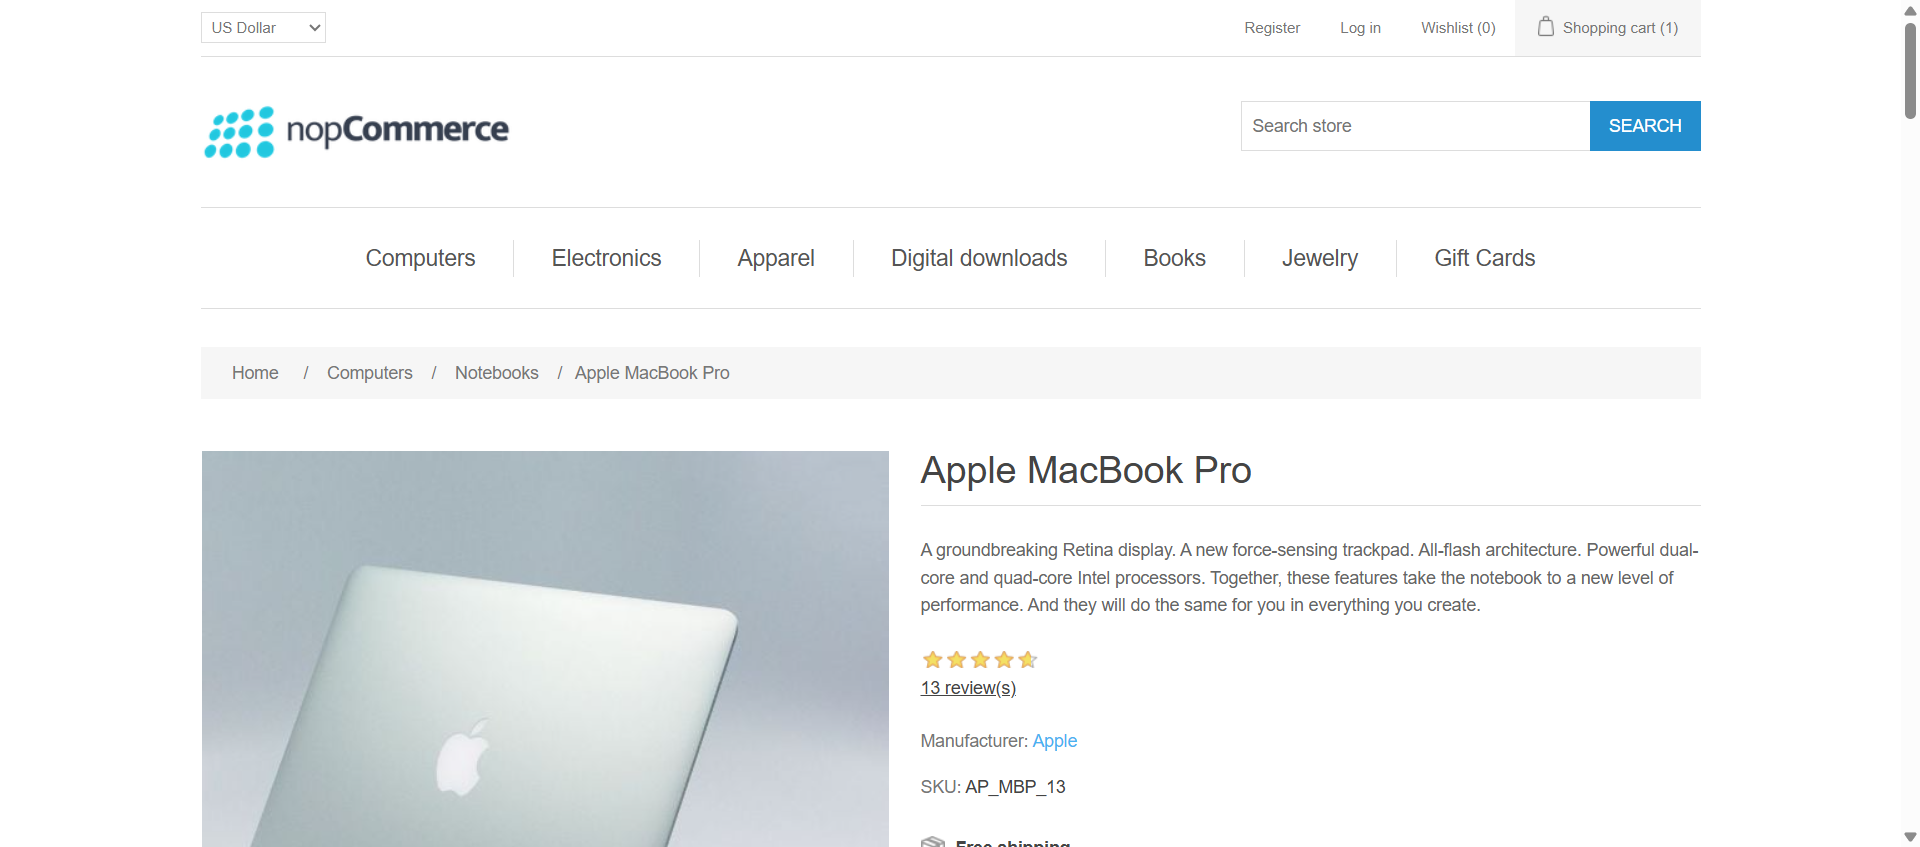 US Dollar
Register
Log in
Wishlist (0)
Shopping cart (1)
nopCommerce
Search store
SEARCH
Computers
Electronics
Apparel
Digital downloads
Books
Jewelry
Gift Cards
Home / Computers / Notebooks / Apple MacBook Pro
Apple MacBook Pro
A groundbreaking Retina display. A new force-sensing trackpad. All-flash architecture. Powerful dual-
core and quad-core Intel processors. Together, these features take the notebook to a new level of
performance. And they will do the same for you in everything you create.
13 review(s)
Manufacturer: Apple
SKU: AP_MBP_13
Free shipping